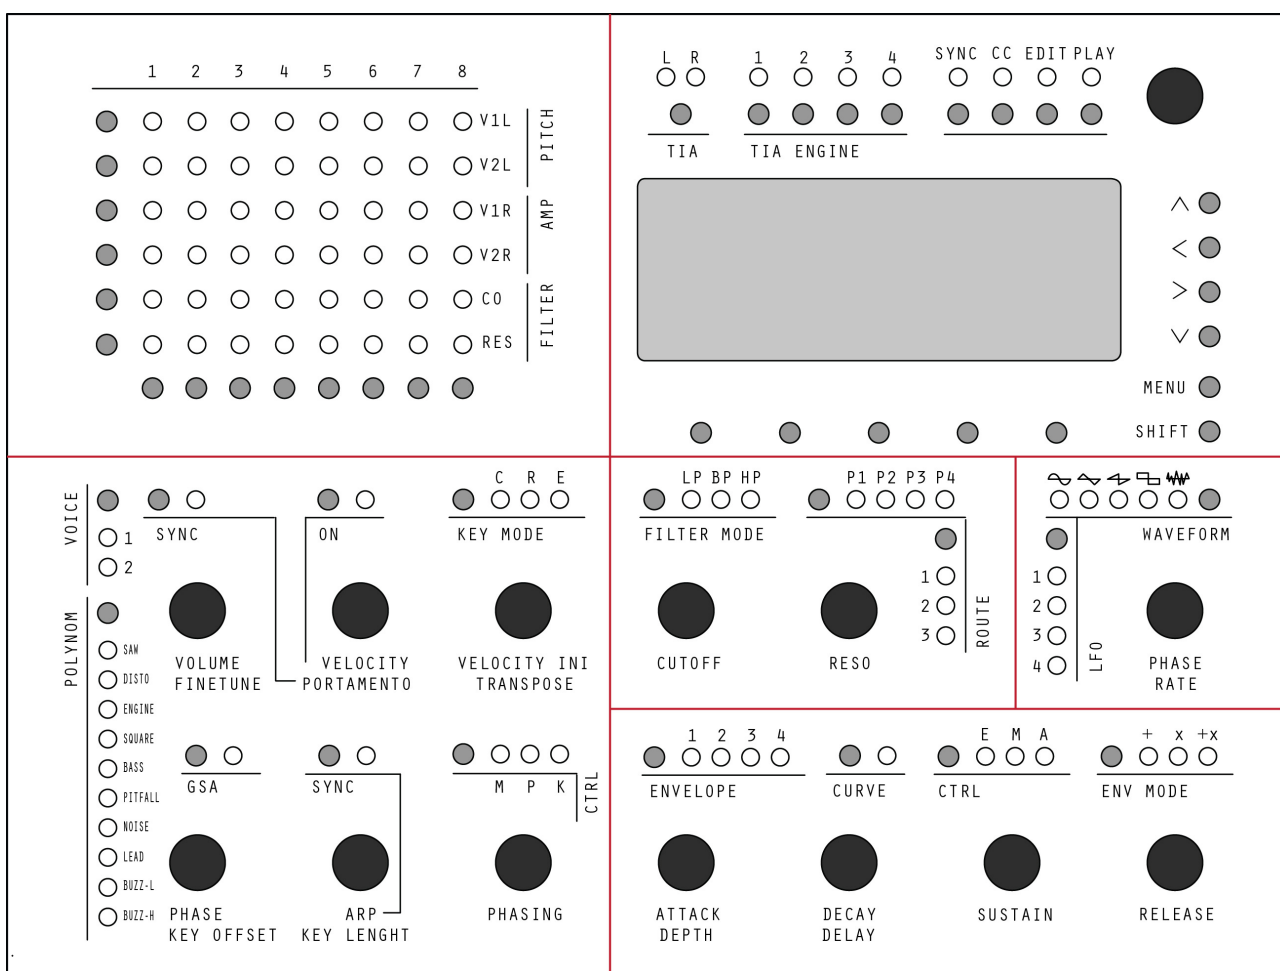 1 2 3 4 5 6 7 8
V1L
V2L
PITCH
V1R
V2R
AMP
CO
RES
FILTER
L R
TIA
1 2 3 4
TIA ENGINE
SYNC CC EDIT PLAY
MENU
SHIFT
VOICE
1
2
SYNC
ON
C R E
KEY MODE
VOLUME
FINETUNE
VELOCITY
PORTAMENTO
VELOCITY INI
TRANSPOSE
POLYNOM
SAW
DISTO
ENGINE
SQUARE
BASS
PITFALL
NOISE
LEAD
BUZZ-L
BUZZ-H
GSA
SYNC
M P K
CTRL
PHASE
KEY OFFSET
ARP
KEY LENGHT
PHASING
LP BP HP
FILTER MODE
P1 P2 P3 P4
1
2
3
ROUTE
CUTOFF
RESO
WAVEFORM
1
2
3
4
LFO
PHASE
RATE
1 2 3 4
ENVELOPE
CURVE
E M A
CTRL
+ x +x
ENV MODE
ATTACK
DEPTH
DECAY
DELAY
SUSTAIN
RELEASE